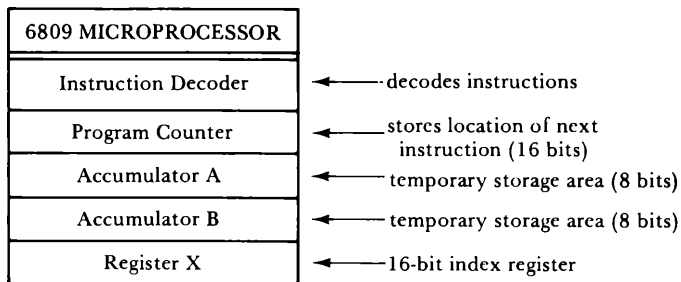 6809 MICROPROCESSOR
Instruction Decoder
decodes instructions
Program Counter
stores location of next
instruction (16 bits)
Accumulator A
temporary storage area (8 bits)
Accumulator B
temporary storage area (8 bits)
Register X
16-bit index register